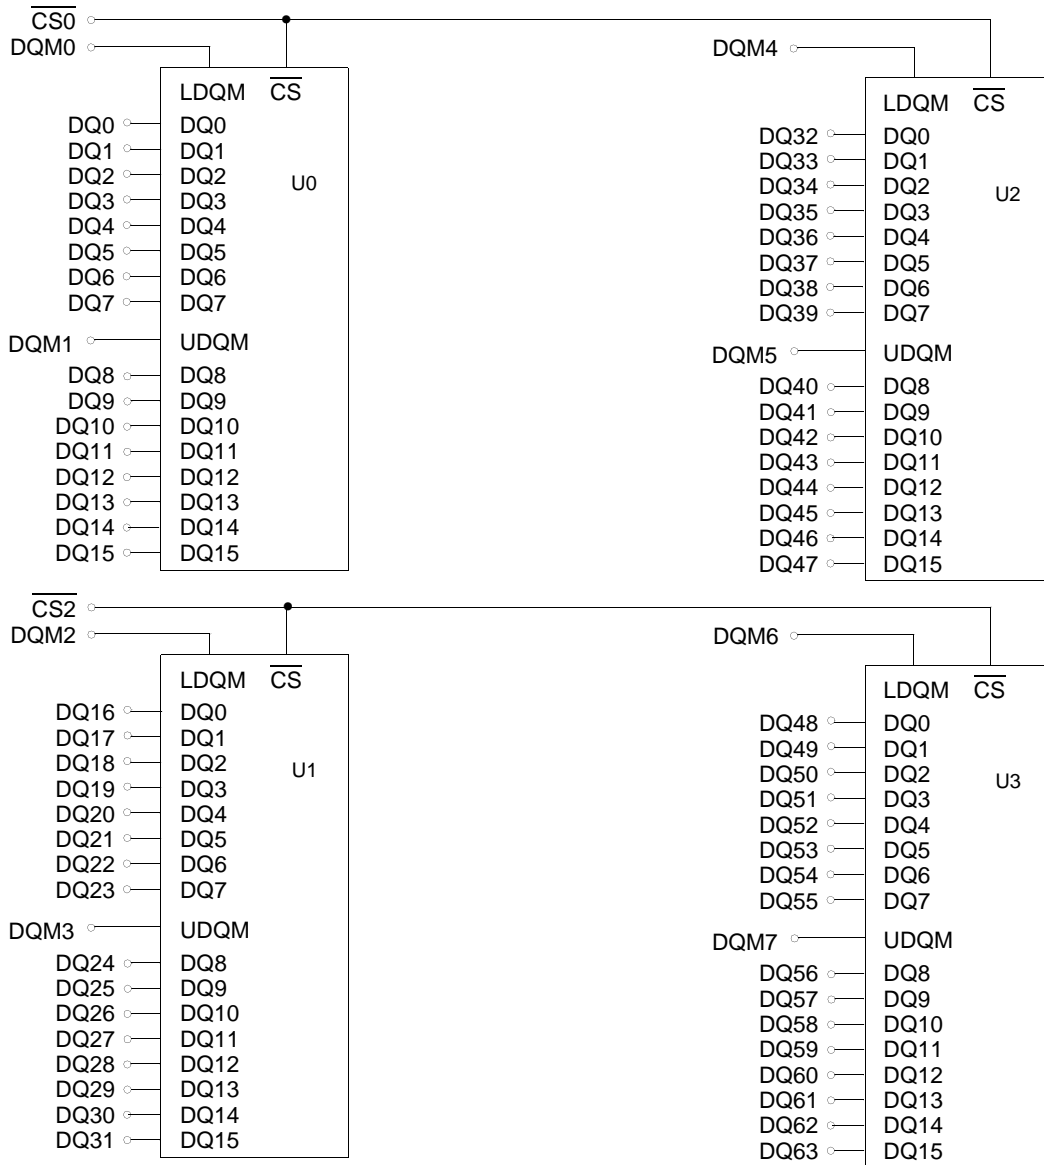 CS0
DQM0
LDQM CS
DQ0 DQ0
DQ1 DQ1
DQ2 DQ2
U0
DQ3 DQ3
DQ4 DQ4
DQ5 DQ5
DQ6 DQ6
DQ7 DQ7
DQM1 UDQM
DQ8 DQ8
DQ9 DQ9
DQ10 DQ10
DQ11 DQ11
DQ12 DQ12
DQ13 DQ13
DQ14 DQ14
DQ15 DQ15
DQM4
LDQM CS
DQ32 DQ0
DQ33 DQ1
DQ34 DQ2
U2
DQ35 DQ3
DQ36 DQ4
DQ37 DQ5
DQ38 DQ6
DQ39 DQ7
DQM5 UDQM
DQ40 DQ8
DQ41 DQ9
DQ42 DQ10
DQ43 DQ11
DQ44 DQ12
DQ45 DQ13
DQ46 DQ14
DQ47 DQ15
CS2
DQM2
LDQM CS
DQ16 DQ0
DQ17 DQ1
DQ18 DQ2
U1
DQ19 DQ3
DQ20 DQ4
DQ21 DQ5
DQ22 DQ6
DQ23 DQ7
DQM3 UDQM
DQ24 DQ8
DQ25 DQ9
DQ26 DQ10
DQ27 DQ11
DQ28 DQ12
DQ29 DQ13
DQ30 DQ14
DQ31 DQ15
DQM6
LDQM CS
DQ48 DQ0
DQ49 DQ1
DQ50 DQ2
U3
DQ51 DQ3
DQ52 DQ4
DQ53 DQ5
DQ54 DQ6
DQ55 DQ7
DQM7 UDQM
DQ56 DQ8
DQ57 DQ9
DQ58 DQ10
DQ59 DQ11
DQ60 DQ12
DQ61 DQ13
DQ62 DQ14
DQ63 DQ15